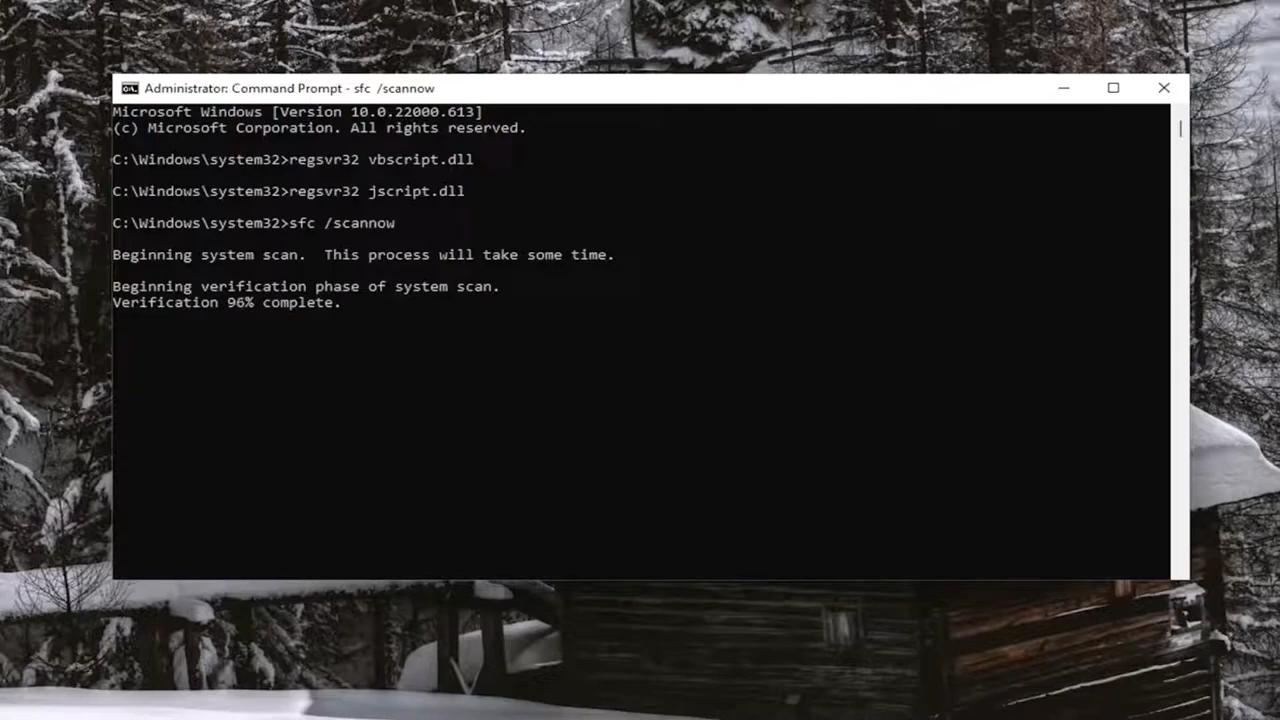 Administrator: Command Prompt - sfc  /scannow
Microsoft Windows [Version 10.0.22000.613]
(c) Microsoft Corporation. All rights reserved.
C:\Windows\system32>regsvr32 vbscript.dll
C:\Windows\system32>regsvr32 jscript.dll
C:\Windows\system32>sfc /scannow
Beginning system scan.  This process will take some time.
Beginning verification phase of system scan.
Verification 96% complete.